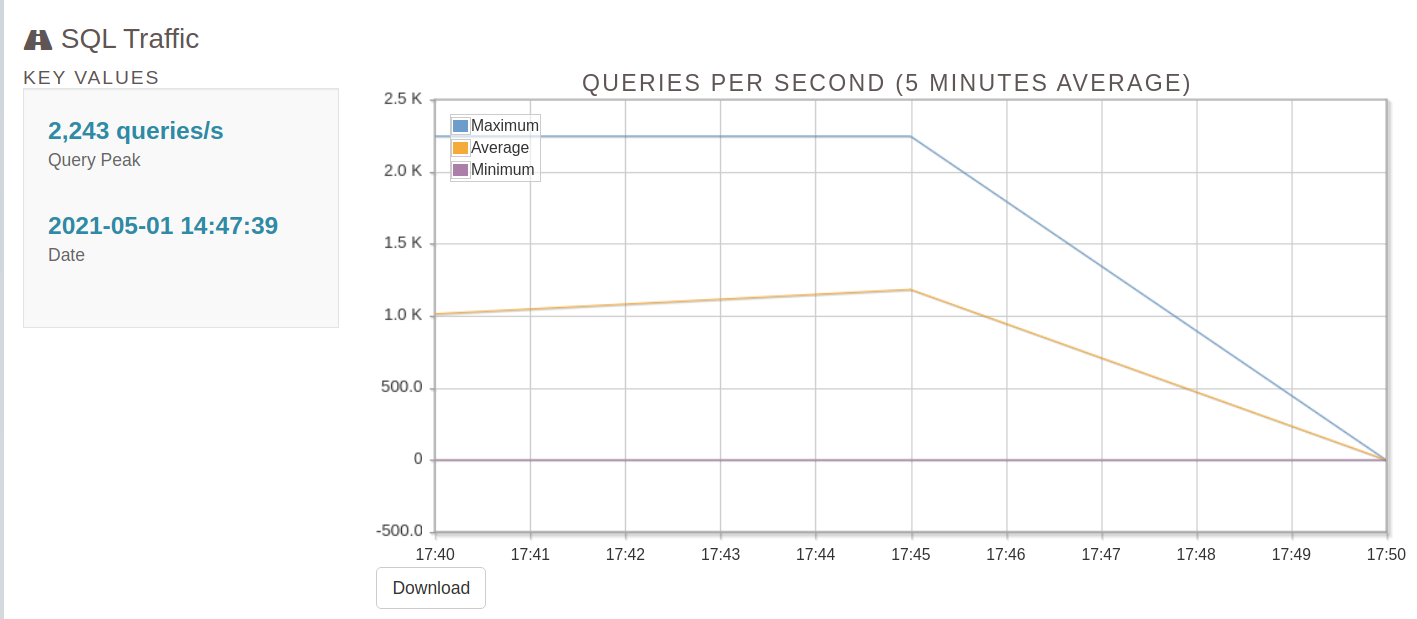 SQL Traffic
KEY VALUES
2,243 queries/s
Query Peak
2021-05-01 14:47:39
Date
QUERIES PER SECOND (5 MINUTES AVERAGE)
2.5 K
2.0 K
1.5 K
1.0 K
500.0
0
-500.0
Maximum
Average
Minimum
17:40 17:41 17:42 17:43 17:44 17:45 17:46 17:47 17:48 17:49 17:50
Download